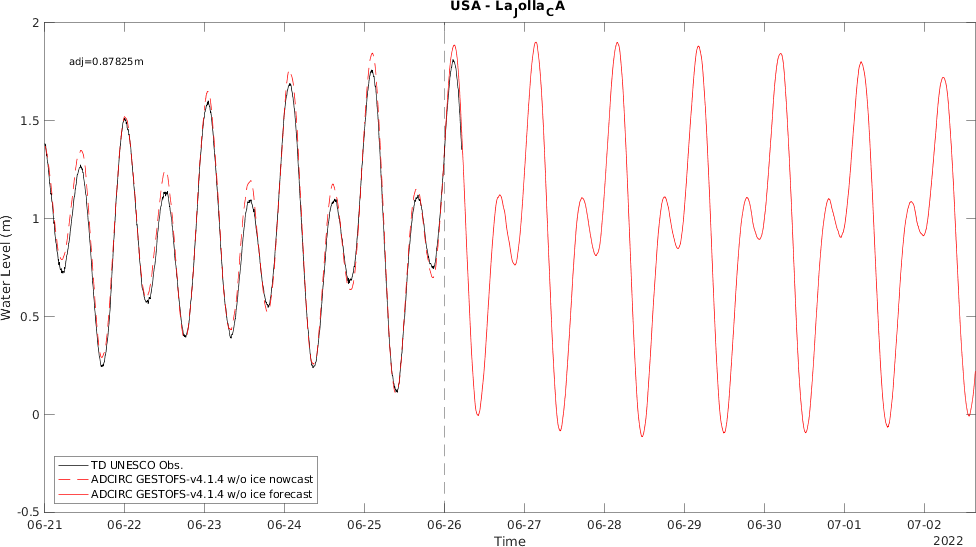 USA - LaJollaCA
adj=0.87825m
2
1.5
1
0.5
0
-0.5
Water Level (m)
TD UNESCO Obs.
ADCIRC GESTOFS-v4.1.4 w/o ice nowcast
ADCIRC GESTOFS-v4.1.4 w/o ice forecast
06-21 06-22 06-23 06-24 06-25 06-26 06-27 06-28 06-29 06-30 07-01 07-02
Time
2022